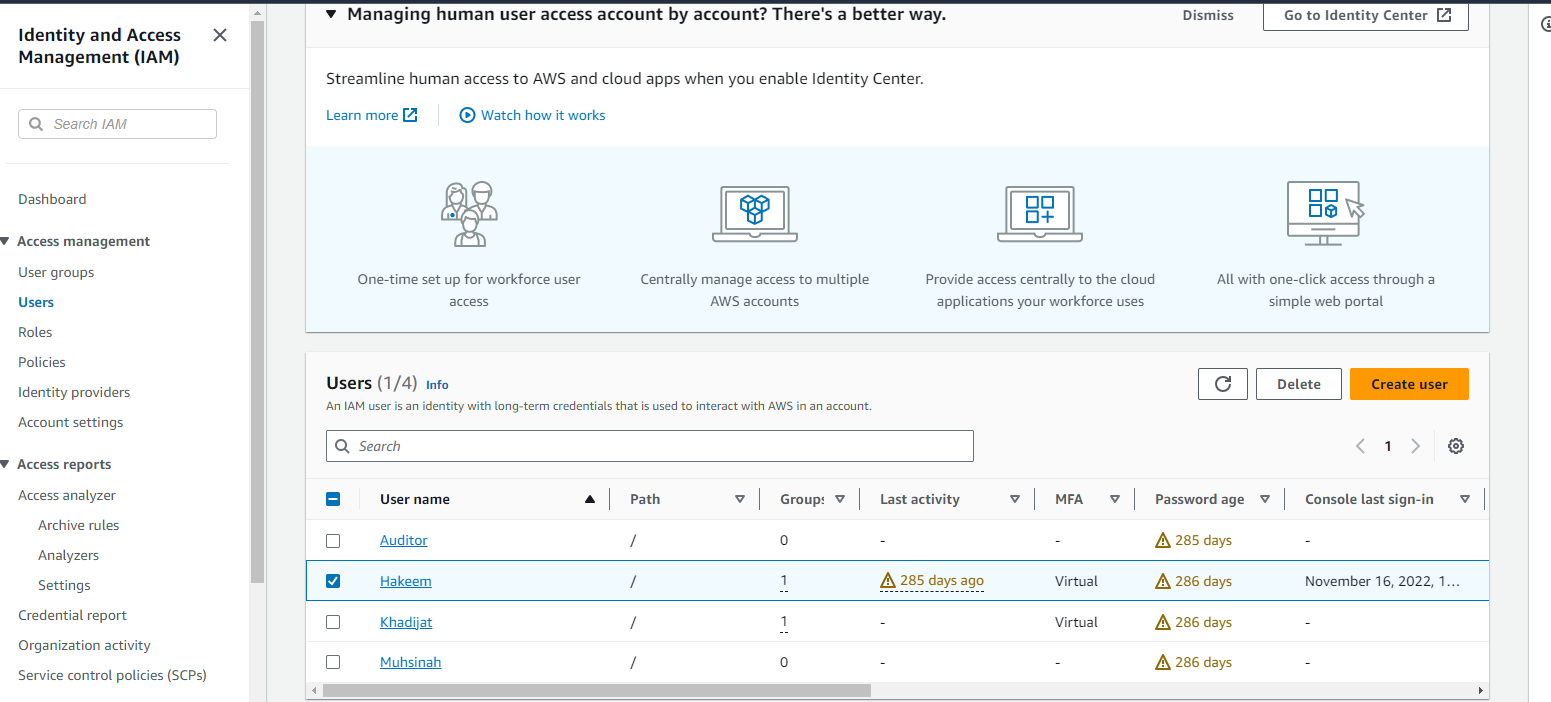 Identity and Access
Management (IAM)
Search IAM
Dashboard
Access management
User groups
Users
Roles
Policies
Identity providers
Account settings
Access reports
Access analyzer
Archive rules
Analyzers
Settings
Credential report
Organization activity
Service control policies (SCPs)
Managing human user access account by account? There's a better way.
Dismiss
Go to Identity Center
Streamline human access to AWS and cloud apps when you enable Identity Center.
Learn more
Watch how it works
One-time set up for workforce user
access
Centrally manage access to multiple
AWS accounts
Provide access centrally to the cloud
applications your workforce uses
All with one-click access through a
simple web portal
Users (1/4) Info
An IAM user is an identity with long-term credentials that is used to interact with AWS in an account.
Delete
Create user
Search
1
User name Path Groups Last activity MFA Password age Console last sign-in
Auditor / 0 - - 285 days -
Hakeem / 1 285 days ago Virtual 286 days November 16, 2022, 1...
Khadijat / 1 - Virtual 286 days -
Muhsinah / 0 - - 286 days -